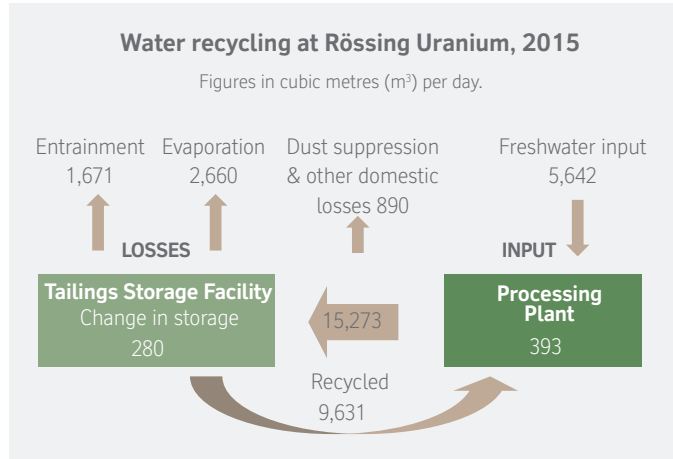 Water recycling at Rössing Uranium, 2015
Figures in cubic metres (m³) per day.
Entrainment
1,671
Evaporation
2,660
Dust suppression
& other domestic
losses 890
Freshwater input
5,642
LOSSES
INPUT
Tailings Storage Facility
Change in storage
280
15,273
Processing
Plant
393
Recycled
9,631